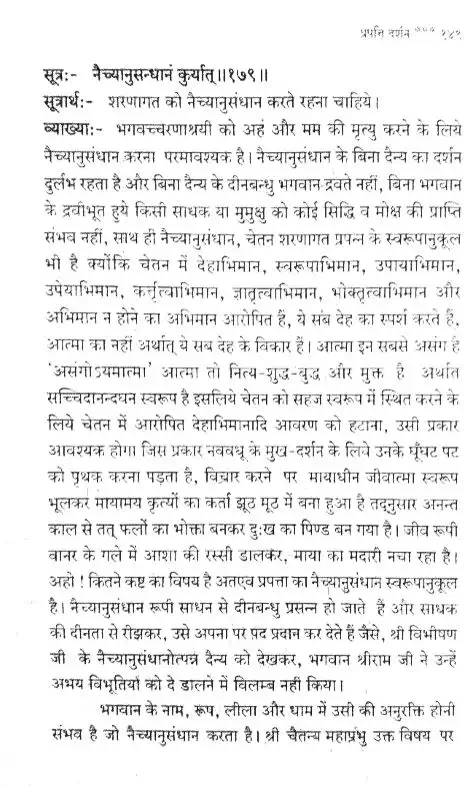 प्रपत्ति दर्शन १४९
सूत्र:- नैच्यानुसन्धानं कुर्यात्॥१७९॥
सूत्रार्थ:- शरणागत को नैच्यानुसंधान करते रहना चाहिये।
व्याख्या:- भगवच्चरणाश्रयी को अहं और मम की मृत्यु करने के लिये
नैच्यानुसंधान करना परमावश्यक है। नैच्यानुसंधान के बिना दैन्य का दर्शन
दुर्लभ रहता है और बिना दैन्य के दीनबन्धु भगवान द्रवते नहीं, बिना भगवान
के द्रवीभूत हुये किसी साधक या मुमुक्षु को कोई सिद्धि व मोक्ष की प्राप्ति
संभव नहीं, साथ ही नैच्यानुसंधान, चेतन शरणागत प्रपन्न के स्वरूपानुकूल
भी है क्योंकि चेतन में देहाभिमान, स्वरूपाभिमान, उपायाभिमान,
उपेयाभिमान, कर्त्तृत्वाभिमान, ज्ञातृत्वाभिमान, भोक्तृत्वाभिमान और
अभिमान न होने का अभिमान आरोपित हैं, ये सब देह का स्पर्श करते हैं,
आत्मा का नहीं अर्थात् ये सब देह के विकार हैं। आत्मा इन सबसे असंग है
'असंगोऽयमात्मा' आत्मा तो नित्य-शुद्ध-बुद्ध और मुक्त है अर्थात
सच्चिदानन्दघन स्वरूप है इसलिये चेतन को सहज स्वरूप में स्थित करने के
लिये चेतन में आरोपित देहाभिमानादि आवरण को हटाना, उसी प्रकार
आवश्यक होगा जिस प्रकार नववधू के मुख-दर्शन के लिये उनके घूँघट पट
को पृथक करना पड़ता है, विचार करने पर मायाधीन जीवात्मा स्वरूप
भूलकर मायामय कृत्यों का कर्ता झूठ मूठ में बना हुआ है तद्नुसार अनन्त
काल से तत् फलों का भोक्ता बनकर दुःख का पिण्ड बन गया है। जीव रूपी
वानर के गले में आशा की रस्सी डालकर, माया का मदारी नचा रहा है।
अहो ! कितने कष्ट का विषय है अतएव प्रपत्ता का नैच्यानुसंधान स्वरूपानुकूल
है। नैच्यानुसंधान रूपी साधन से दीनबन्धु प्रसन्न हो जाते हैं और साधक
की दीनता से रीझकर, उसे अपना पर पद प्रदान कर देते हैं जैसे, श्री विभीषण
जी के नैच्यानुसंधानोत्पन्न दैन्य को देखकर, भगवान श्रीराम जी ने उन्हें
अभय विभूतियाँ को दे डालने में विलम्ब नहीं किया।
भगवान के नाम, रूप, लीला और धाम में उसी की अनुरक्ति होनी
संभव है जो नैच्यानुसंधान करता है। श्री चैतन्य महाप्रभु उक्त विषय पर